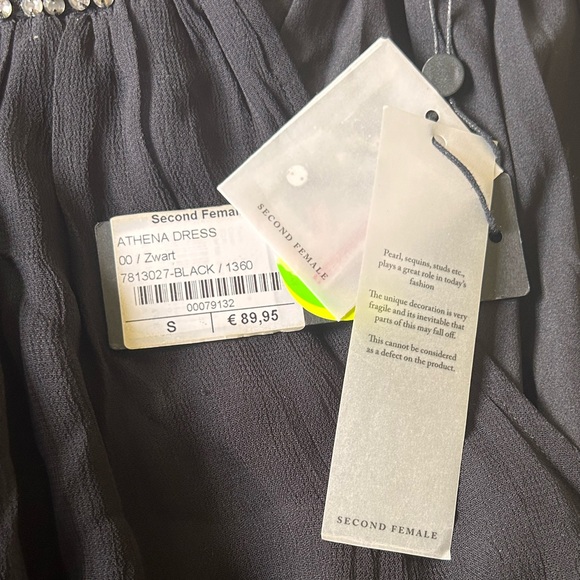 Second Femal
ATHENA DRESS
00 / Zwart
7813027-BLACK / 1360
00079132
S
€ 89,95
SECOND FEMALE
Pearl, sequins, studs etc.,
plays a great role in today's
fashion
The unique decoration is very
fragile and its inevitable that
parts of this may fall off.
This cannot be considered
as a defect on the product.
SECOND FEMALE